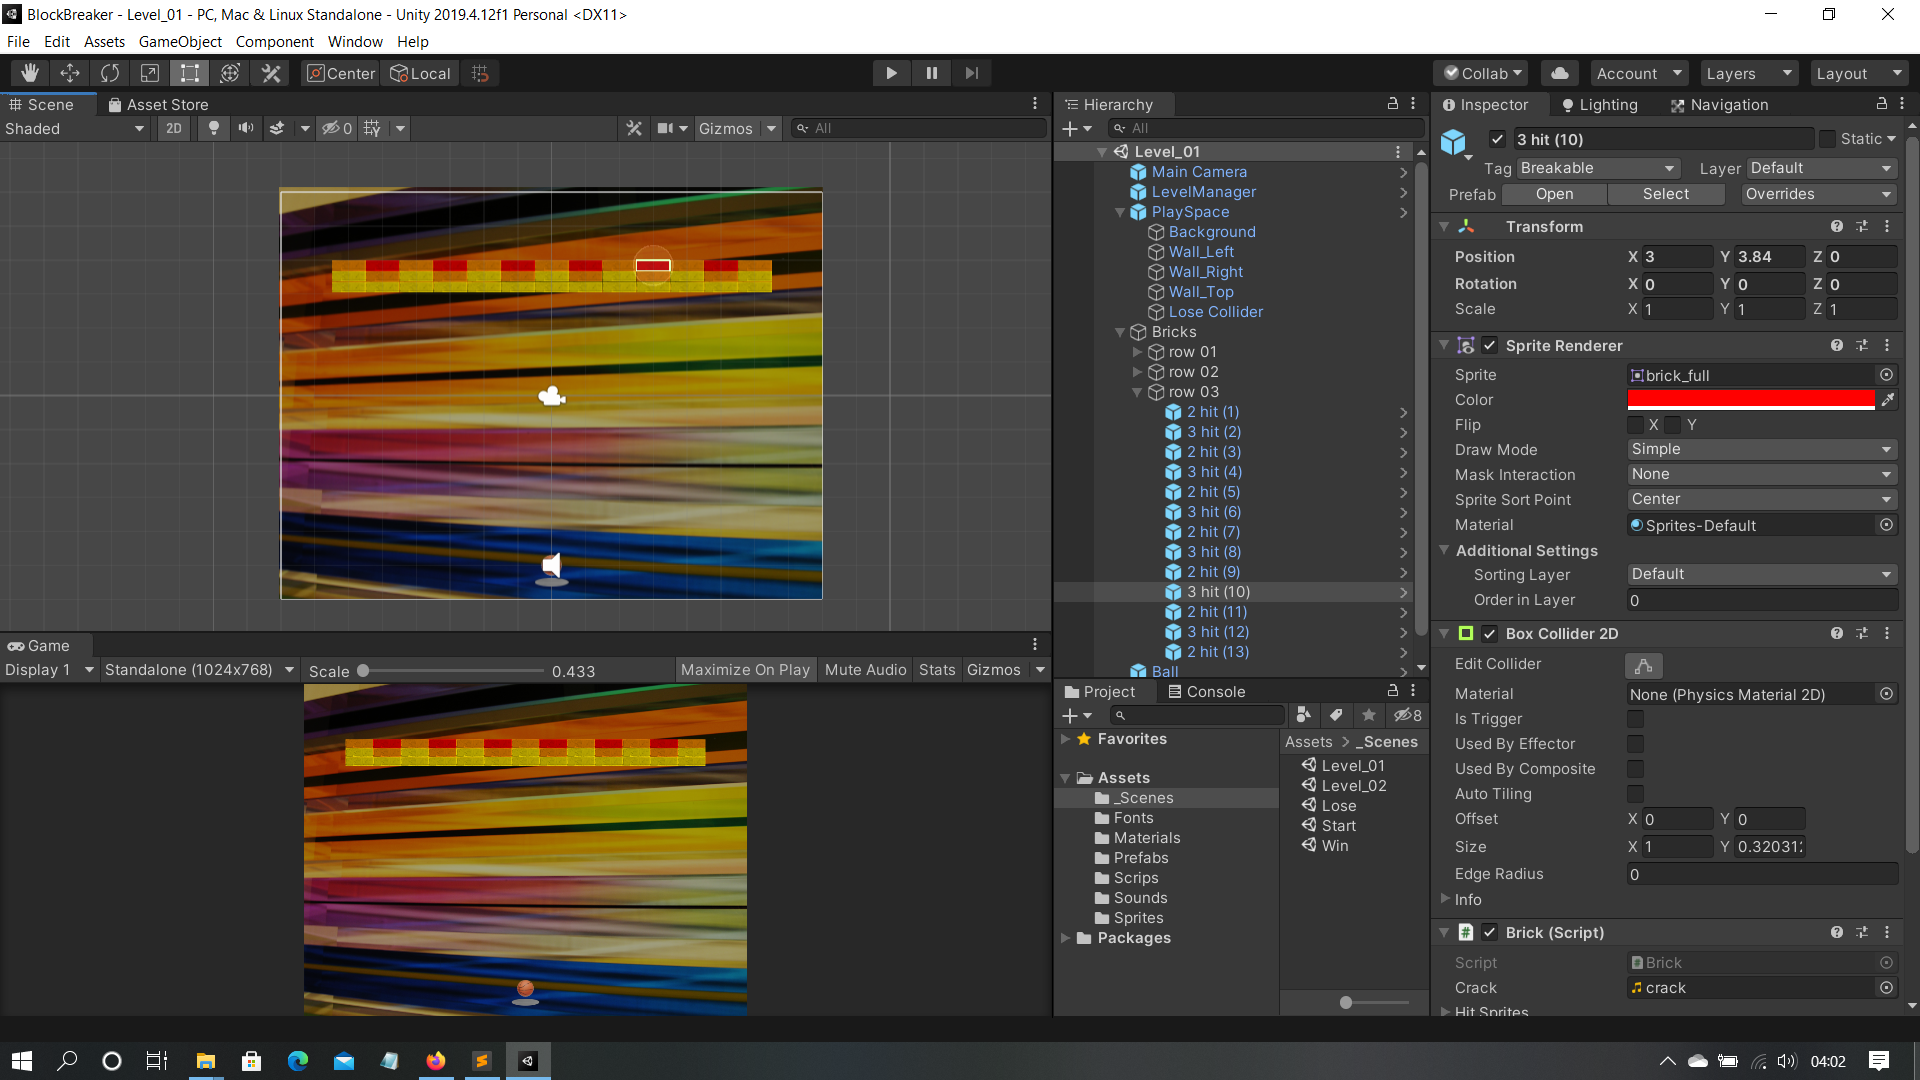 BlockBreaker - Level_01 - PC, Mac & Linux Standalone - Unity 2019.4.12f1 Personal <DX11>
File Edit Assets GameObject Component Window Help
Center Local Collab Account Layers Layout
Scene Asset Store
Shaded 2D 0 Gizmos All
Hierarchy
All
Level_01
Main Camera
LevelManager
PlaySpace
Background
Wall_Left
Wall_Right
Wall_Top
Lose Collider
Bricks
row 01
row 02
row 03
2 hit (1)
3 hit (2)
2 hit (3)
3 hit (4)
2 hit (5)
3 hit (6)
2 hit (7)
3 hit (8)
2 hit (9)
3 hit (10)
2 hit (11)
3 hit (12)
2 hit (13)
Ball
Inspector Lighting Navigation
3 hit (10) Static
Tag Breakable Layer Default
Prefab Open Select Overrides
Transform
Position X 3 Y 3.84 Z 0
Rotation X 0 Y 0 Z 0
Scale X 1 Y 1 Z 1
Sprite Renderer
Sprite brick_full
Color
Flip X Y
Draw Mode Simple
Mask Interaction None
Sprite Sort Point Center
Material Sprites-Default
Additional Settings
Sorting Layer Default
Order in Layer 0
Box Collider 2D
Edit Collider
Material None (Physics Material 2D)
Is Trigger
Used By Effector
Used By Composite
Auto Tiling
Offset X 0 Y 0
Size X 1 Y 0.320312
Edge Radius 0
Info
Brick (Script)
Script Brick
Crack crack
Hit Sprites
Game
Display 1 Standalone (1024x768) Scale 0.433 Maximize On Play Mute Audio Stats Gizmos
Project Console
8
Favorites
Assets
_Scenes
Fonts
Materials
Prefabs
Scrips
Sounds
Sprites
Packages
Assets > _Scenes
Level_01
Level_02
Lose
Start
Win
04:02